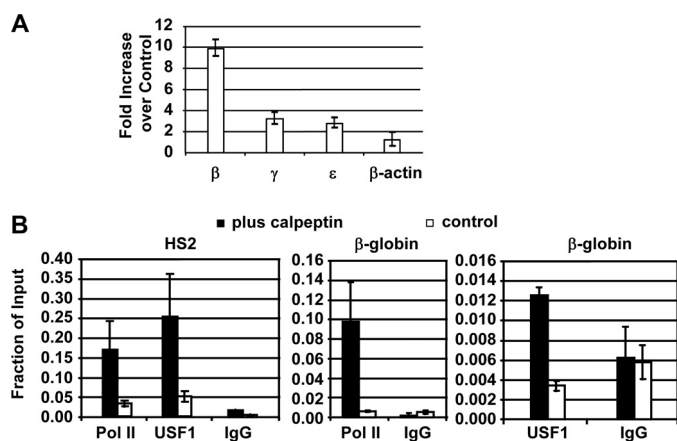 A
Fold Increase
over Control
12
10
8
6
4
2
0
β
γ
ε
β-actin
B
plus calpeptin
control
Fraction of Input
HS2
0.40
0.35
0.30
0.25
0.20
0.15
0.10
0.05
0.00
Pol II
USF1
IgG
β-globin
0.16
0.14
0.12
0.10
0.08
0.06
0.04
0.02
0.00
Pol II
IgG
β-globin
0.016
0.014
0.012
0.010
0.008
0.006
0.004
0.002
0.000
USF1
IgG